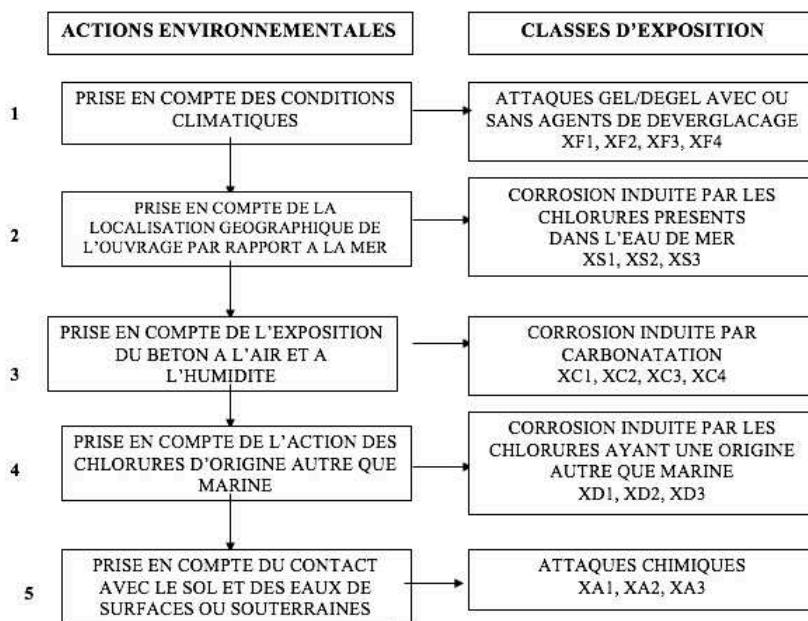 ACTIONS ENVIRONNEMENTALES
CLASSES D'EXPOSITION
1
PRISE EN COMPTE DES CONDITIONS
CLIMATIQUES
ATTAQUES GEL/DEGEL AVEC OU
SANS AGENTS DE DEVERGLACAGE
XF1, XF2, XF3, XF4
2
PRISE EN COMPTE DE LA
LOCALISATION GEOGRAPHIQUE DE
L'OUVRAGE PAR RAPPORT A LA MER
CORROSION INDUITE PAR LES
CHLORURES PRESENTS
DANS L'EAU DE MER
XS1, XS2, XS3
3
PRISE EN COMPTE DE L'EXPOSITION
DU BETON A L'AIR ET A
L'HUMIDITE
CORROSION INDUITE PAR
CARBONATATION
XC1, XC2, XC3, XC4
4
PRISE EN COMPTE DE L'ACTION DES
CHLORURES D'ORIGINE AUTRE QUE
MARINE
CORROSION INDUITE PAR LES
CHLORURES AYANT UNE ORIGINE
AUTRE QUE MARINE
XD1, XD2, XD3
5
PRISE EN COMPTE DU CONTACT
AVEC LE SOL ET DES EAUX DE
SURFACES OU SOUTERRAINES
ATTAQUES CHIMIQUES
XA1, XA2, XA3